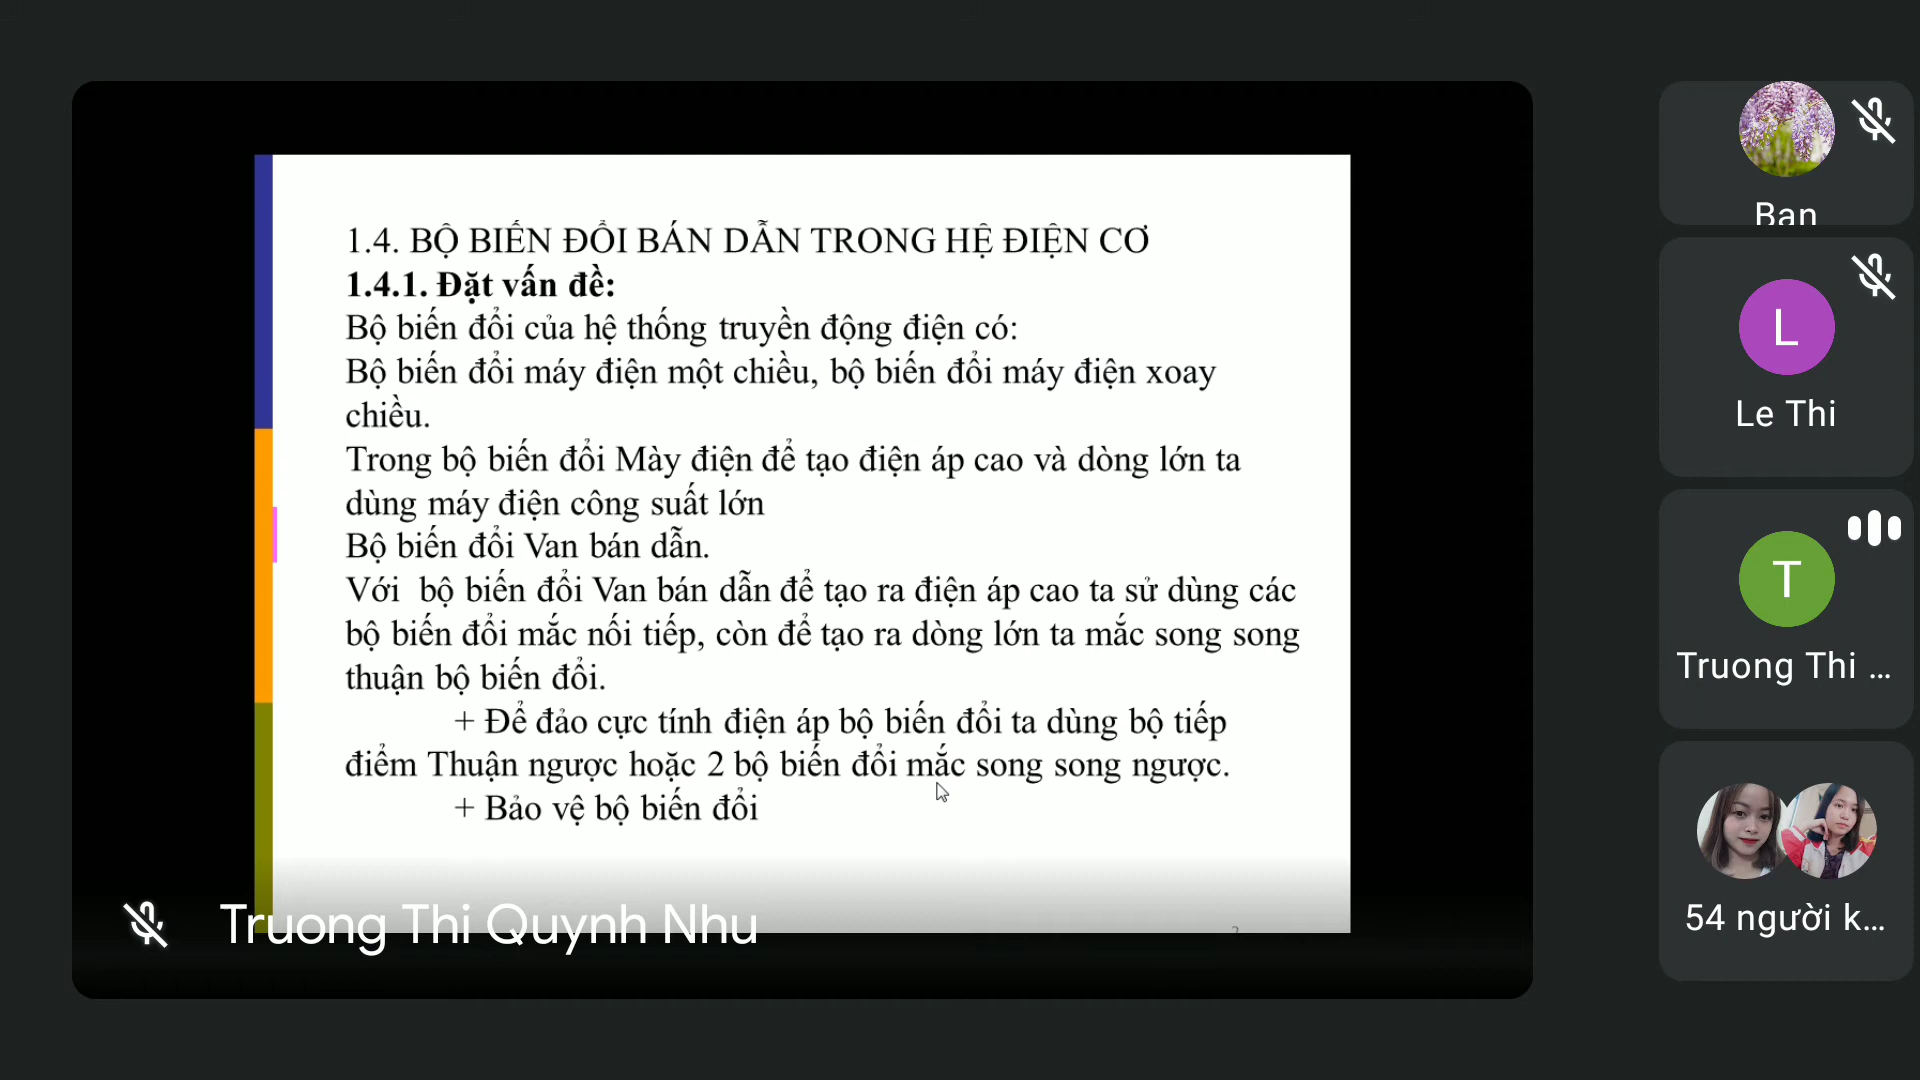 1.4. BỘ BIẾN ĐỔI BÁN DẪN TRONG HỆ ĐIỆN CƠ
1.4.1. Đặt vấn đề:
Bộ biến đổi của hệ thống truyền động điện có:
Bộ biến đổi máy điện một chiều, bộ biến đổi máy điện xoay
chiều.
Trong bộ biến đổi Mày điện để tạo điện áp cao và dòng lớn ta
dùng máy điện công suất lớn
Bộ biến đổi Van bán dẫn.
Với bộ biến đổi Van bán dẫn để tạo ra điện áp cao ta sử dùng các
bộ biến đổi mắc nối tiếp, còn để tạo ra dòng lớn ta mắc song song
thuận bộ biến đổi.
+ Để đảo cực tính điện áp bộ biến đổi ta dùng bộ tiếp
điểm Thuận ngược hoặc 2 bộ biến đổi mắc song song ngược.
+ Bảo vệ bộ biến đổi
Truong Thi Quynh Nhu
L
Le Thi
T
Truong Thi ...
54 người k...